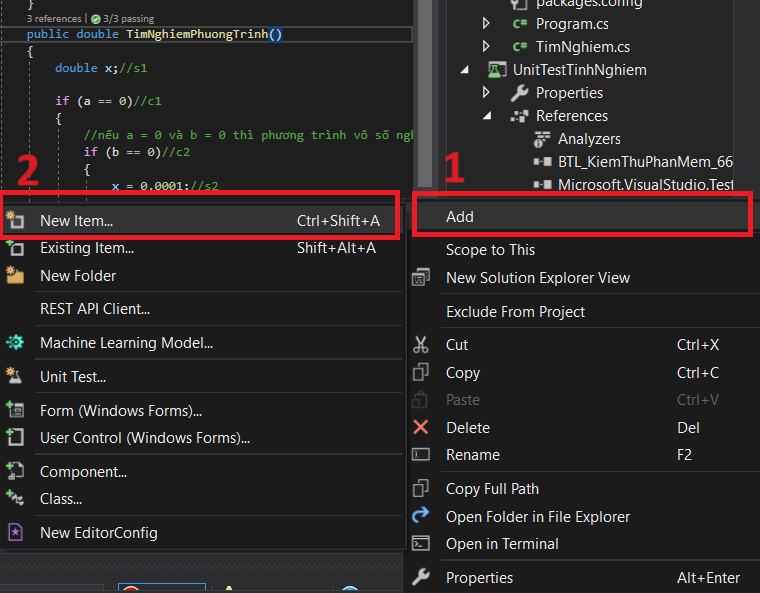 }
3 references | 3/3 passing
public double TimNghiemPhuongTrinh()
{
double x;//s1
if (a == 0)//c1
{
//nếu a = 0 và b = 0 thì phương trình vô số ngh
if (b == 0)//c2
{
x = 0.0001;//s2
2
New Item... Ctrl+Shift+A
Existing Item... Shift+Alt+A
New Folder
REST API Client...
Machine Learning Model...
Unit Test...
Form (Windows Forms)...
User Control (Windows Forms)...
Component...
Class...
New EditorConfig
packages.config
C# Program.cs
C# TimNghiem.cs
UnitTestTinhNghiem
Properties
References
Analyzers
BTL_KiemThuPhanMem_66
Microsoft.VisualStudio.Test
1
Add
Scope to This
New Solution Explorer View
Exclude From Project
Cut Ctrl+X
Copy Ctrl+C
Paste Ctrl+V
Delete Del
Rename F2
Copy Full Path
Open Folder in File Explorer
Open in Terminal
Properties Alt+Enter